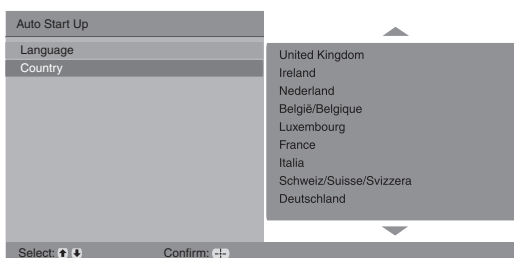 Auto Start Up
Language
Country
United Kingdom
Ireland
Nederland
België/Belgique
Luxembourg
France
Italia
Schweiz/Suisse/Svizzera
Deutschland
Select: Confirm: